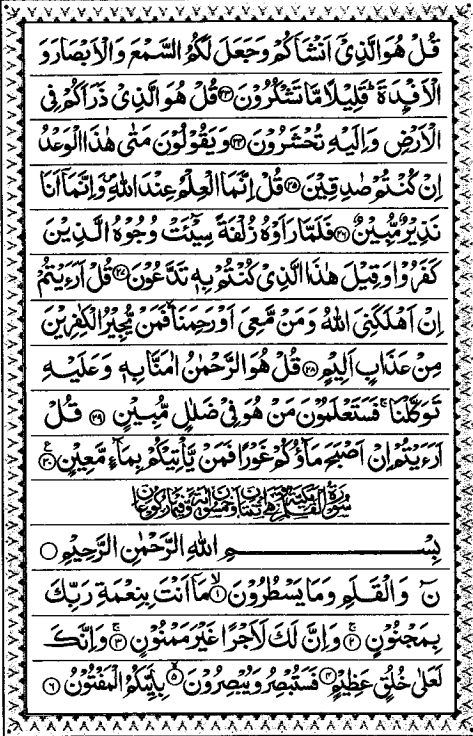 قُلْ هُوَ الَّذِيْٓ اَنْشَاَكُمْ وَجَعَلَ لَكُمُ السَّمْعَ وَالْاَبْصَارَ وَ
الْاَفْـِٕدَةَ ؕ قَلِيْلًا مَّا تَشْكُرُوْنَ ۝۲۳ قُلْ هُوَ الَّذِيْ ذَرَاَكُمْ فِي
الْاَرْضِ وَاِلَيْهِ تُحْشَرُوْنَ ۝۲۴ وَيَقُوْلُوْنَ مَتٰى هٰذَا الْوَعْدُ
اِنْ كُنْتُمْ صٰدِقِيْنَ ۝۲۵ قُلْ اِنَّمَا الْعِلْمُ عِنْدَ اللّٰهِ ۪ وَاِنَّمَآ اَنَا
نَذِيْرٌ مُّبِيْنٌ ۝۲۶ فَلَمَّا رَاَوْهُ زُلْفَةً سِيْٓـَٔتْ وُجُوْهُ الَّذِيْنَ
كَفَرُوْا وَقِيْلَ هٰذَا الَّذِيْ كُنْتُمْ بِهٖ تَدَّعُوْنَ ۝۲۷ قُلْ اَرَءَيْتُمْ
اِنْ اَهْلَكَنِيَ اللّٰهُ وَمَنْ مَّعِيَ اَوْ رَحِمَنَا ۙ فَمَنْ يُّجِيْرُ الْكٰفِرِيْنَ
مِنْ عَذَابٍ اَلِيْمٍ ۝۲۸ قُلْ هُوَ الرَّحْمٰنُ اٰمَنَّا بِهٖ وَعَلَيْهِ
تَوَكَّلْنَا ۚ فَسَتَعْلَمُوْنَ مَنْ هُوَ فِيْ ضَلٰلٍ مُّبِيْنٍ ۝۲۹ قُلْ
اَرَءَيْتُمْ اِنْ اَصْبَحَ مَآؤُكُمْ غَوْرًا فَمَنْ يَّاْتِيْكُمْ بِمَآءٍ مَّعِيْنٍ ۝۳۰
بِسْمِ اللّٰهِ الرَّحْمٰنِ الرَّحِيْمِ ۝
نٓ وَالْقَلَمِ وَمَا يَسْطُرُوْنَ ۝۱ مَآ اَنْتَ بِنِعْمَةِ رَبِّكَ
بِمَجْنُوْنٍ ۝۲ وَاِنَّ لَكَ لَاَجْرًا غَيْرَ مَمْنُوْنٍ ۝۳ وَاِنَّكَ
لَعَلٰى خُلُقٍ عَظِيْمٍ ۝۴ فَسَتُبْصِرُ وَيُبْصِرُوْنَ ۝۵ بِاَيِّىكُمُ الْمَفْتُوْنُ ۝۶